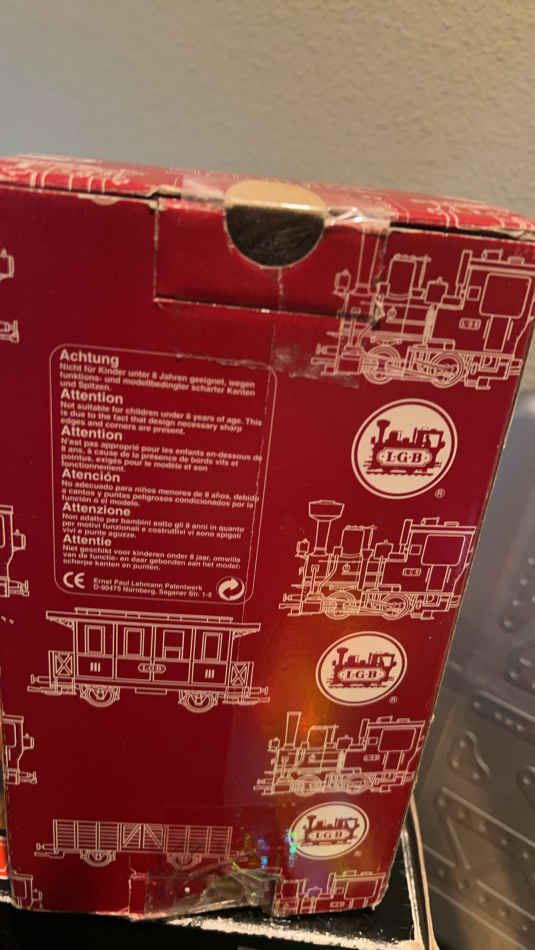 Achtung
Nicht für Kinder unter 8 Jahren geeignet, wegen
funktions- und modellbedingter scharfer Kanten
und Spitzen.
Attention
Not suitable for children under 8 years of age. This
is due to the fact that design necessary sharp
edges and corners are present.
Attention
N'est pas approprié pour les enfants en-dessous de
8 ans, à cause de la présence de bords vifs et
pointus, exigés pour le modèle et son
fonctionnement.
Atención
No adecuado para niños menores de 8 años, debido
a cantos y puntas peligrosos condicionados por la
función o el modelo.
Attenzione
Non adatto per bambini sotto gli 8 anni in quanto
per motivi funzionali e costruttivi vi sono spigoli
vivi e punte aguzze.
Attentie
Niet geschikt voor kinderen onder 8 jaar, omwille
van de functie- en daar gebonden aan het model
scherpe kanten en punten.
CE Ernst Paul Lehmann Patentwerk
D-90475 Nürnberg, Saganer Str. 1-5
L·G·B ®
L·G·B ®
III L·G·B III
L·G·B ®